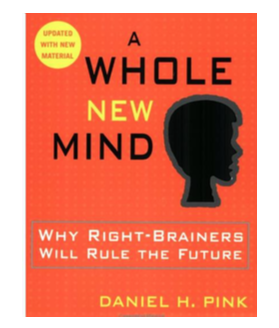 UPDATED
WITH NEW
MATERIAL
A
WHOLE
NEW
MIND
WHY RIGHT-BRAINERS
WILL RULE THE FUTURE
DANIEL H. PINK